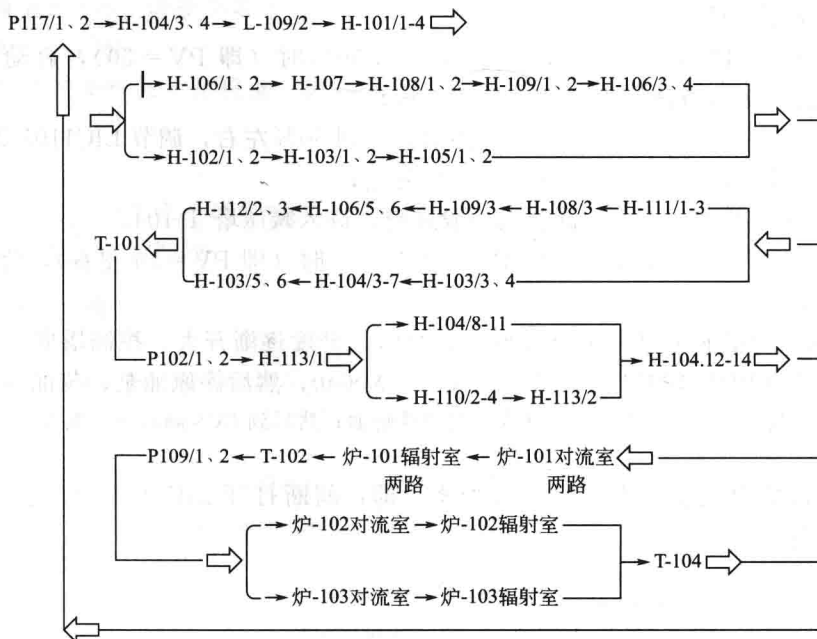 P117/1、2→H-104/3、4→L-109/2→H-101/1-4
→H-106/1、2→H-107→H-108/1、2→H-109/1、2→H-106/3、4
→H-102/1、2→H-103/1、2→H-105/1、2
H-112/2、3←H-106/5、6←H-109/3←H-108/3←H-111/1-3
T-101
H-103/5、6←H-104/3-7←H-103/3、4
→H-104/8-11
P102/1、2→H-113/1
→H-104.12-14
→H-110/2-4→H-113/2
P109/1、2←T-102←炉-101辐射室←炉-101对流室
两路 两路
→炉-102对流室→炉-102辐射室
→T-104
→炉-103对流室→炉-103辐射室